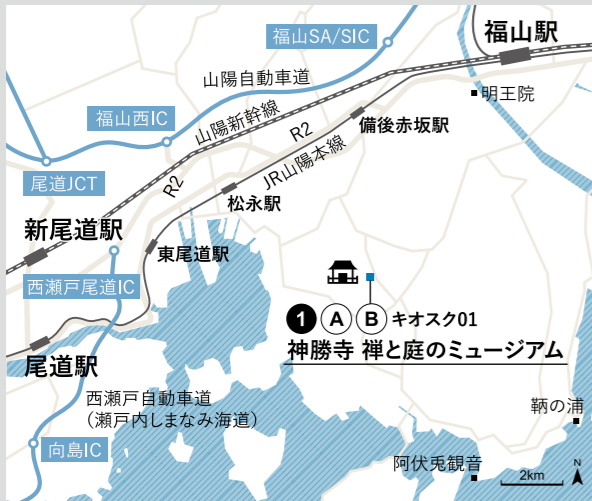 福山SA/SIC
福山駅
山陽自動車道
明王院
福山西IC
山陽新幹線
R2
備後赤坂駅
JR山陽本線
尾道JCT
R2
松永駅
新尾道駅
東尾道駅
西瀬戸尾道IC
1 A B キオスク01
神勝寺 禅と庭のミュージアム
尾道駅
西瀬戸自動車道
（瀬戸内しまなみ海道）
鞆の浦
向島IC
阿伏兎観音
2km
N